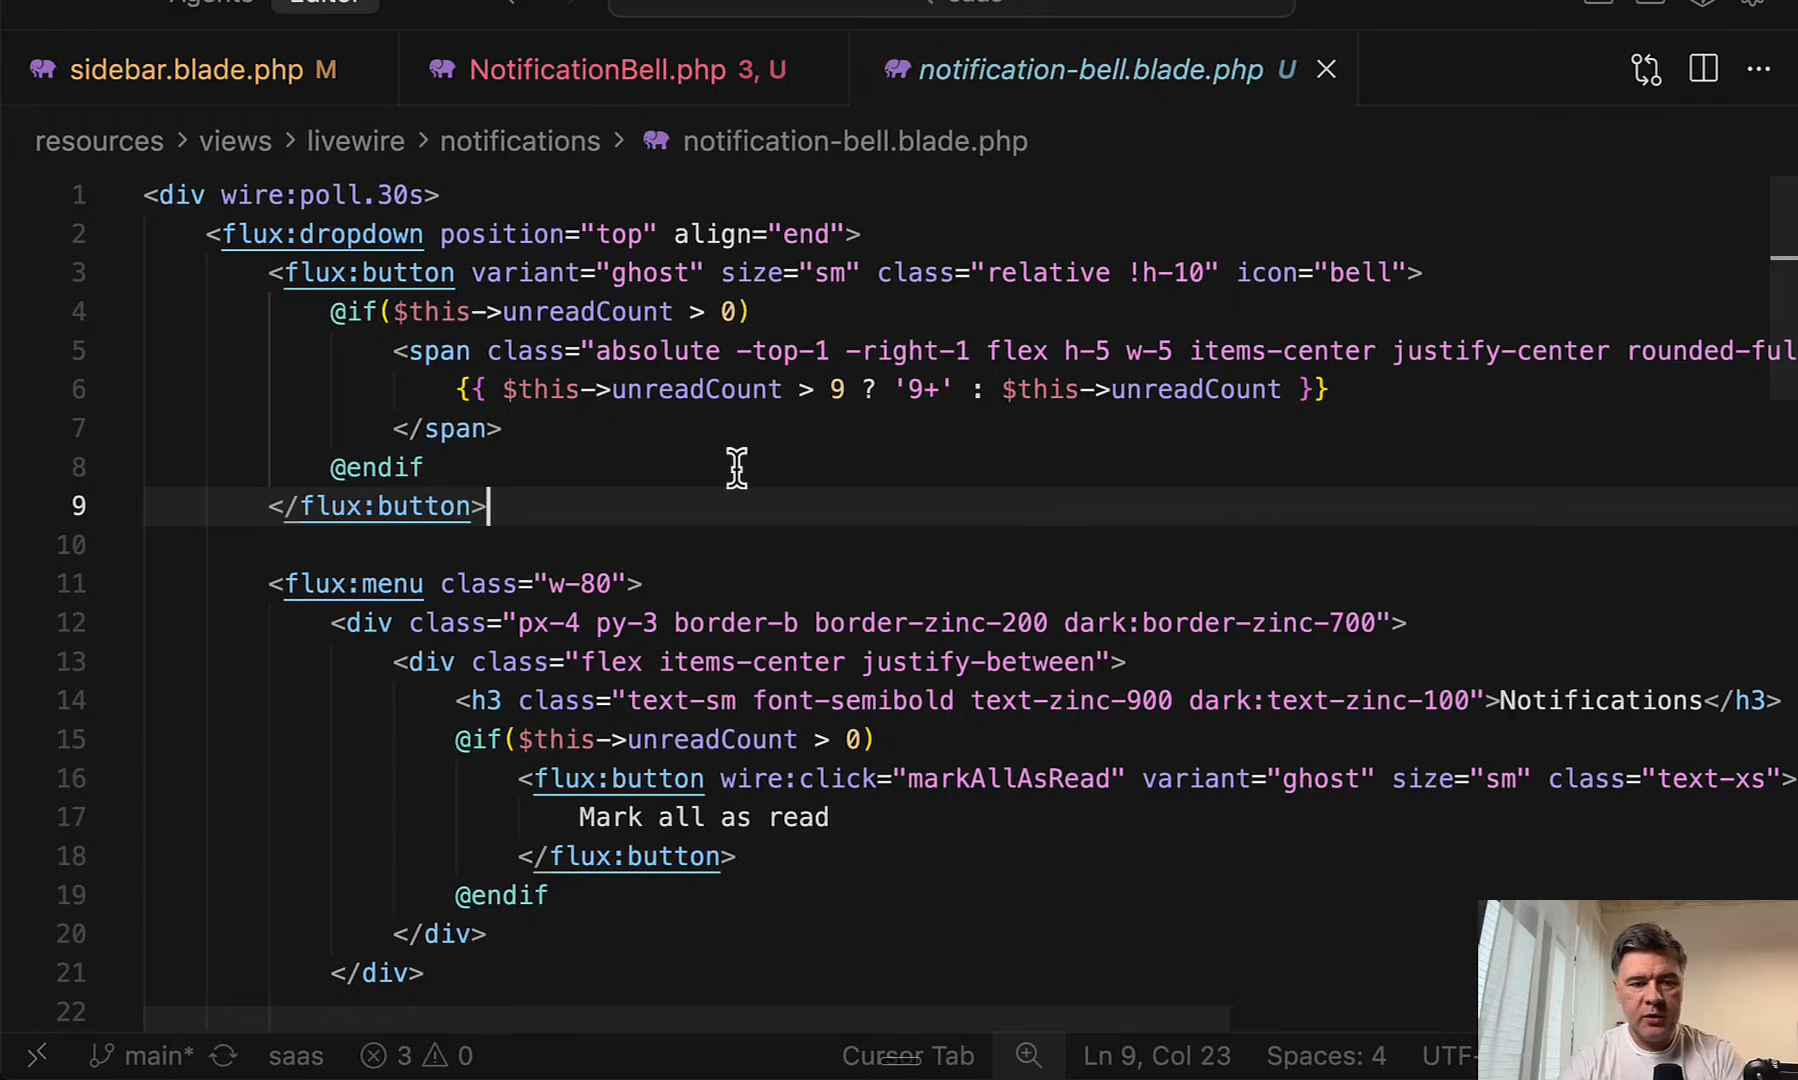 Agents Editor saas
sidebar.blade.php M NotificationBell.php 3, U notification-bell.blade.php U
resources > views > livewire > notifications > notification-bell.blade.php
1 <div wire:poll.30s>
2 <flux:dropdown position="top" align="end">
3 <flux:button variant="ghost" size="sm" class="relative !h-10" icon="bell">
4 @if($this->unreadCount > 0)
5 <span class="absolute -top-1 -right-1 flex h-5 w-5 items-center justify-center rounded-ful
6 {{ $this->unreadCount > 9 ? '9+' : $this->unreadCount }}
7 </span>
8 @endif
9 </flux:button>
10
11 <flux:menu class="w-80">
12 <div class="px-4 py-3 border-b border-zinc-200 dark:border-zinc-700">
13 <div class="flex items-center justify-between">
14 <h3 class="text-sm font-semibold text-zinc-900 dark:text-zinc-100">Notifications</h3>
15 @if($this->unreadCount > 0)
16 <flux:button wire:click="markAllAsRead" variant="ghost" size="sm" class="text-xs">
17 Mark all as read
18 </flux:button>
19 @endif
20 </div>
21 </div>
22
main* saas 3 0 Cursor Tab Ln 9, Col 23 Spaces: 4 UTF-